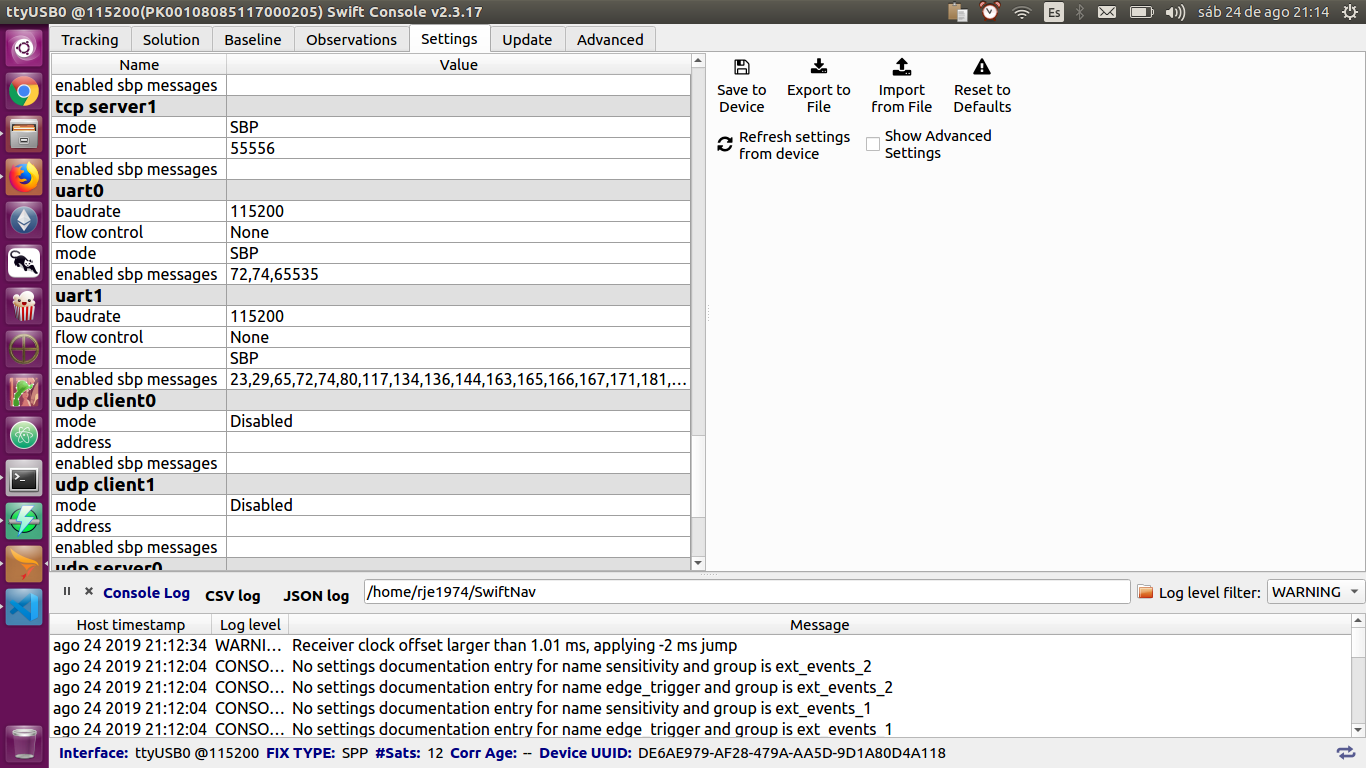 ttyUSB0 @115200(PK00108085117000205) Swift Console v2.3.17
Es
sáb 24 de ago 21:14
Tracking Solution Baseline Observations Settings Update Advanced
Name Value
enabled sbp messages
tcp server1
mode SBP
port 55556
enabled sbp messages
uart0
baudrate 115200
flow control None
mode SBP
enabled sbp messages 72,74,65535
uart1
baudrate 115200
flow control None
mode SBP
enabled sbp messages 23,29,65,72,74,80,117,134,136,144,163,165,166,167,171,181,...
udp client0
mode Disabled
address
enabled sbp messages
udp client1
mode Disabled
address
enabled sbp messages
udp server0
Save to Device
Export to File
Import from File
Reset to Defaults
Refresh settings from device
Show Advanced Settings
Console Log CSV log JSON log /home/rje1974/SwiftNav Log level filter: WARNING
Host timestamp Log level Message
ago 24 2019 21:12:34 WARNI... Receiver clock offset larger than 1.01 ms, applying -2 ms jump
ago 24 2019 21:12:04 CONSO... No settings documentation entry for name sensitivity and group is ext_events_2
ago 24 2019 21:12:04 CONSO... No settings documentation entry for name edge_trigger and group is ext_events_2
ago 24 2019 21:12:04 CONSO... No settings documentation entry for name sensitivity and group is ext_events_1
ago 24 2019 21:12:04 CONSO... No settings documentation entry for name edge_trigger and group is ext_events_1
Interface: ttyUSB0 @115200 FIX TYPE: SPP #Sats: 12 Corr Age: -- Device UUID: DE6AE979-AF28-479A-AA5D-9D1A80D4A118